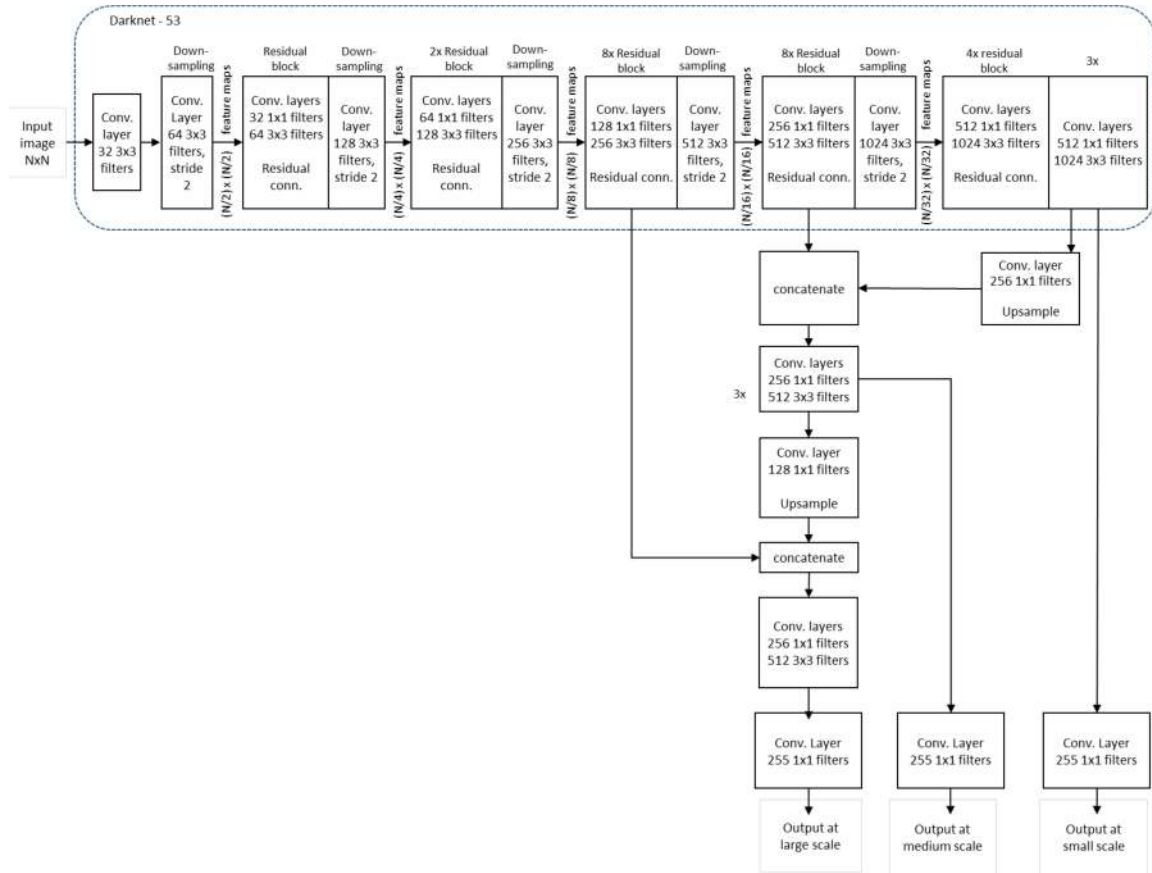 Darknet - 53
Input
image
NxN
Conv.
layer
32 3x3
filters
Down-
sampling
Conv.
Layer
64 3x3
filters,
stride
2
(N/2) x (N/2) feature maps
Residual
block
Conv. layers
32 1x1 filters
64 3x3 filters
Residual
conn.
Down-
sampling
Conv.
layer
128 3x3
filters,
stride 2
(N/4) x (N/4) feature maps
2x Residual
block
Conv. layers
64 1x1 filters
128 3x3 filters
Residual
conn.
Down-
sampling
Conv.
layer
256 3x3
filters,
stride 2
(N/8) x (N/8) feature maps
8x Residual
block
Conv. layers
128 1x1 filters
256 3x3 filters
Residual conn.
Down-
sampling
Conv.
layer
512 3x3
filters,
stride 2
(N/16) x (N/16) feature maps
8x Residual
block
Conv. layers
256 1x1 filters
512 3x3 filters
Residual conn.
Down-
sampling
Conv.
layer
1024 3x3
filters,
stride 2
(N/32) x (N/32) feature maps
4x residual
block
Conv. layers
512 1x1 filters
1024 3x3 filters
Residual conn.
3x
Conv. layers
512 1x1 filters
1024 3x3 filters
concatenate
Conv. layer
256 1x1 filters
Upsample
3x
Conv. layers
256 1x1 filters
512 3x3 filters
Conv. layer
128 1x1 filters
Upsample
concatenate
Conv. layers
256 1x1 filters
512 3x3 filters
Conv. Layer
255 1x1 filters
Conv. Layer
255 1x1 filters
Conv. Layer
255 1x1 filters
Output at
large scale
Output at
medium scale
Output at
small scale